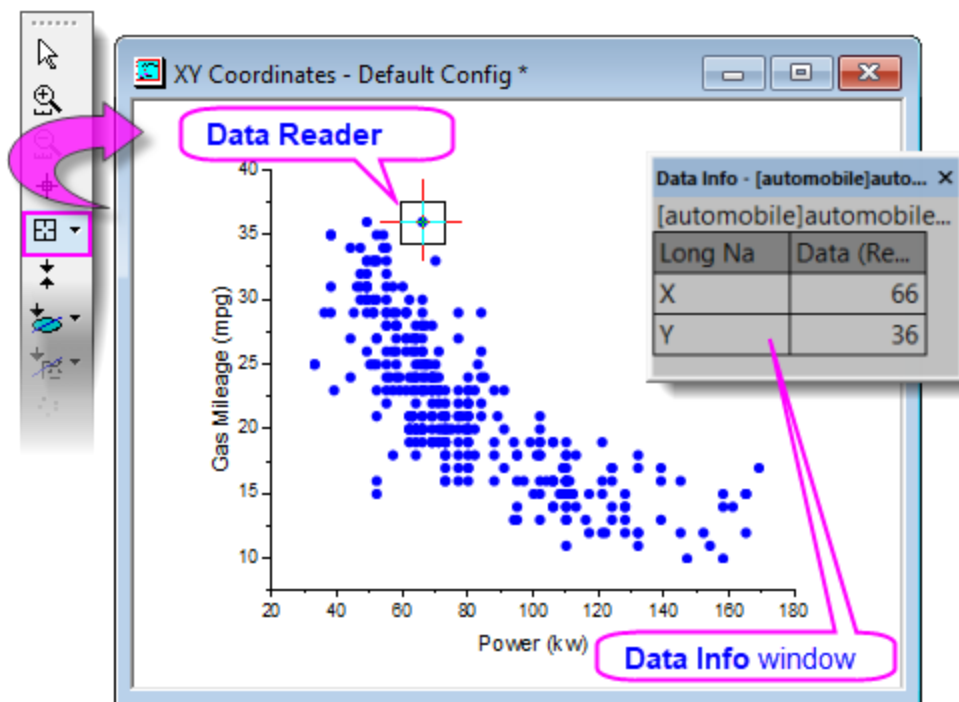 XY Coordinates - Default Config *
Data Reader
Data Info - [automobile]auto... ×
[automobile]automobile...
Long Na Data (Re...
X 66
Y 36
40
35
30
25
20
15
10
Gas Mileage (mpg)
20 40 60 80 100 120 140 160 180
Power (kw)
Data Info window